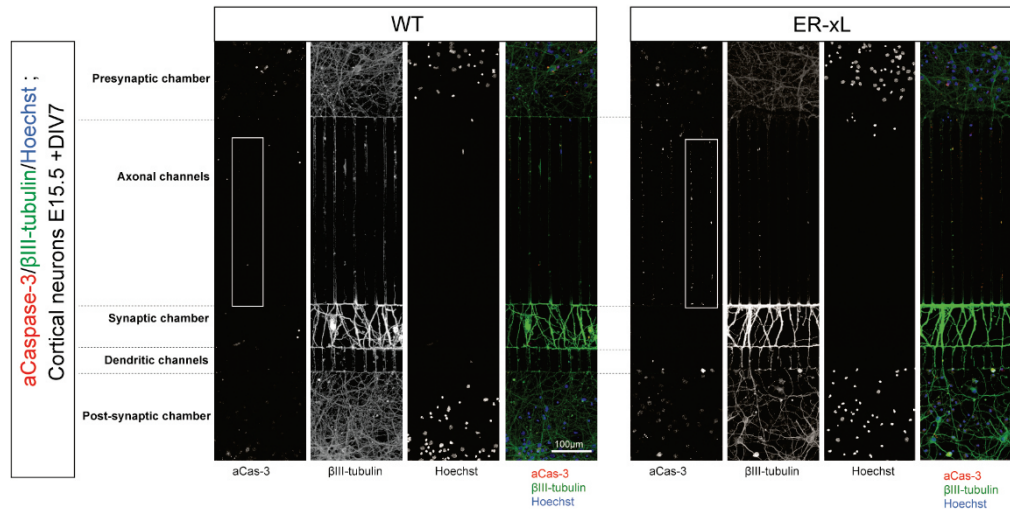 WT
ER-xL
aCaspase-3/βIII-tubulin/Hoechst ;
Cortical neurons E15.5 +DIV7
Presynaptic chamber
Axonal channels
Synaptic chamber
Dendritic channels
Post-synaptic chamber
100μm
aCas-3
βIII-tubulin
Hoechst
aCas-3
βIII-tubulin
Hoechst
aCas-3
βIII-tubulin
Hoechst
aCas-3
βIII-tubulin
Hoechst